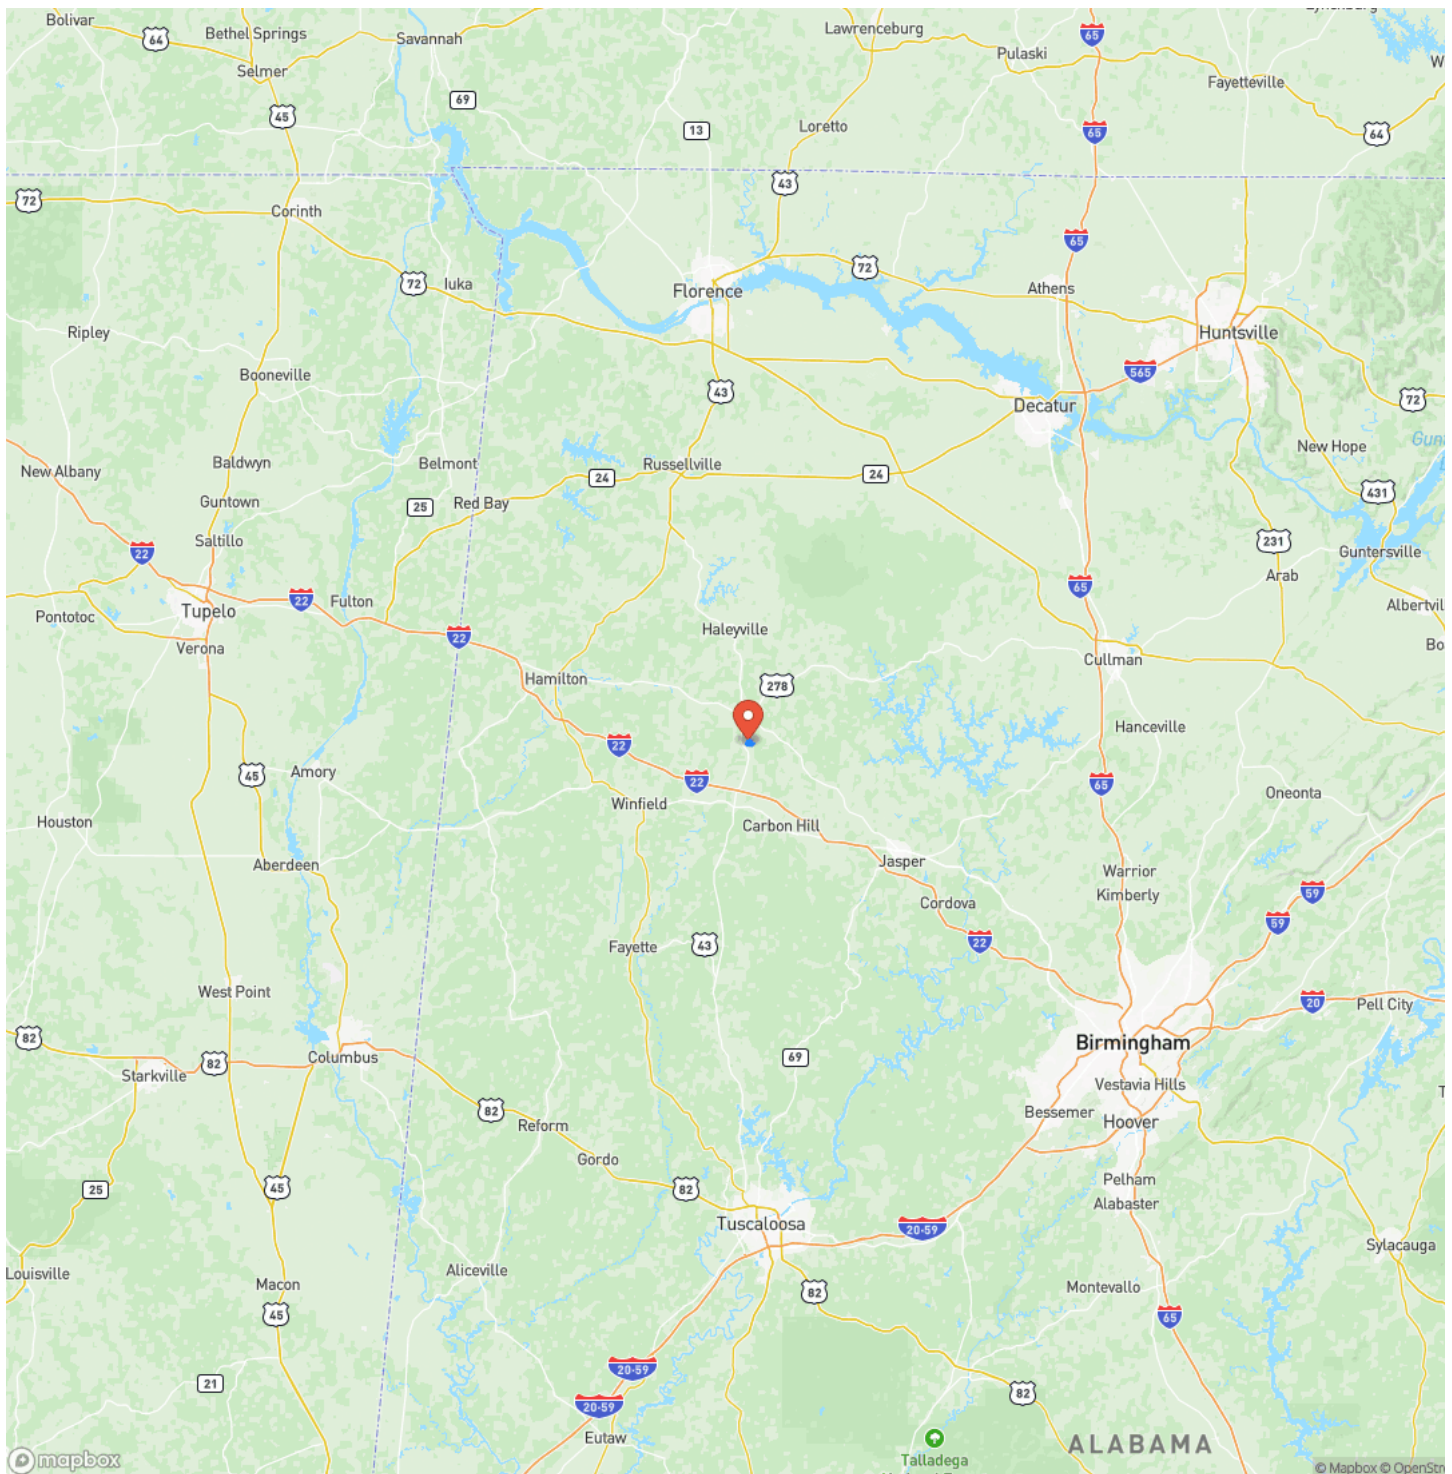 Bolivar
Bethel Springs
Savannah
Lawrenceburg
65
64
Selmer
Pulaski
Fayetteville
69
45
13
Loretto
65
64
43
72
Corinth
65
72
Iuka
72
Florence
Athens
Huntsville
Ripley
565
Booneville
43
Decatur
72
New Hope
New Albany
Baldwyn
Belmont
Russellville
24
24
431
Guntown
25
Red Bay
Saltillo
22
231
Guntersville
Arab
65
22
Fulton
Albertvil
Pontotoc
Tupelo
22
Haleyville
Verona
Cullman
Hamilton
278
Hanceville
22
45
Amory
22
65
Oneonta
Houston
Winfield
Carbon Hill
Aberdeen
Jasper
Warrior
Kimberly
59
Cordova
59
22
Fayette
43
West Point
20
Pell City
82
Birmingham
Columbus
82
Starkville
69
Vestavia Hills
Bessemer
Hoover
82
Reform
Gordo
Pelham
Alabaster
25
45
82
Tuscaloosa
20-59
Sylacauga
Louisville
Aliceville
Macon
82
Montevallo
45
65
20-59
21
82
20-59
Eutaw
ALABAMA
Talladega
mapbox
© Mapbox © OpenStr